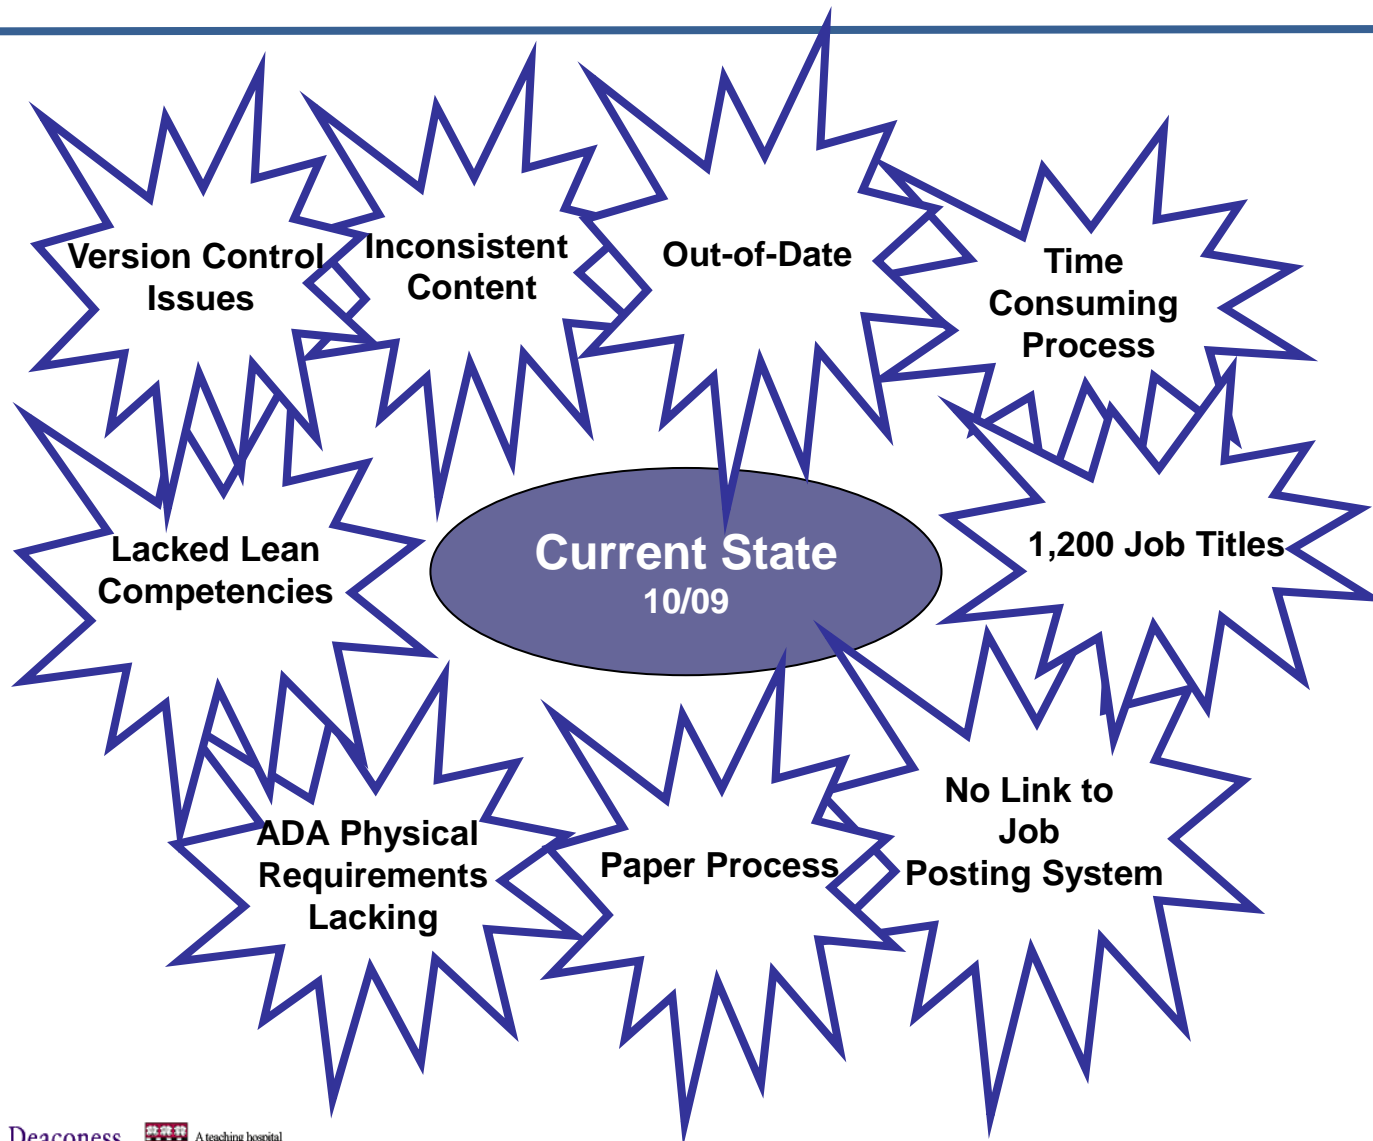 Version Control
Issues
Inconsistent
Content
Out-of-Date
Time
Consuming
Process
Lacked Lean
Competencies
Current State
10/09
1,200 Job Titles
ADA Physical
Requirements
Lacking
Paper Process
No Link to
Job
Posting System
Deaconess
A teaching hospital